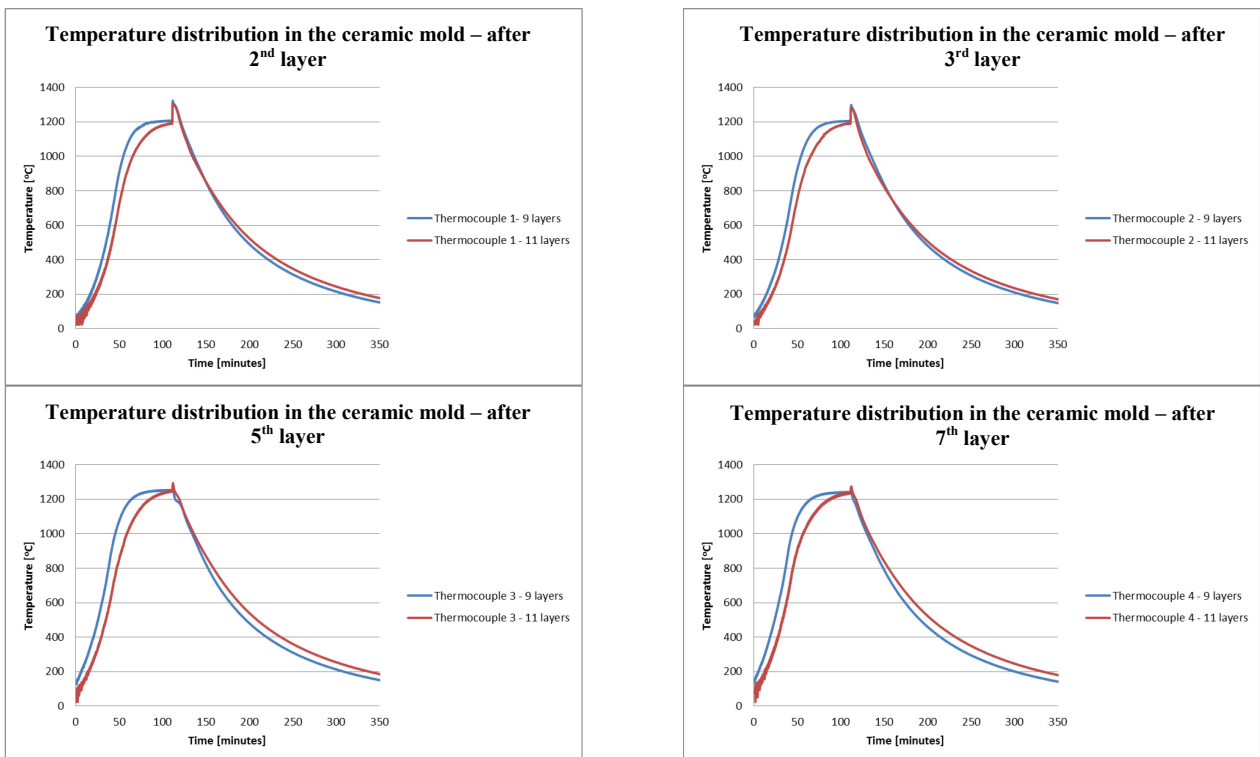 Temperature distribution in the ceramic mold – after
2nd layer
Temperature [ºC]
1400
1200
1000
800
600
400
200
0
0 50 100 150 200 250 300 350
Time [minutes]
Thermocouple 1- 9 layers
Thermocouple 1 - 11 layers
Temperature distribution in the ceramic mold – after
3rd layer
Temperature [ºC]
1400
1200
1000
800
600
400
200
0
0 50 100 150 200 250 300 350
Time [minutes]
Thermocouple 2 - 9 layers
Thermocouple 2 - 11 layers
Temperature distribution in the ceramic mold – after
5th layer
Temperature [ºC]
1400
1200
1000
800
600
400
200
0
0 50 100 150 200 250 300 350
Time [minutes]
Thermocouple 3 - 9 layers
Thermocouple 3 - 11 layers
Temperature distribution in the ceramic mold – after
7th layer
Temperature [ºC]
1400
1200
1000
800
600
400
200
0
0 50 100 150 200 250 300 350
Time [minutes]
Thermocouple 4 - 9 layers
Thermocouple 4 - 11 layers